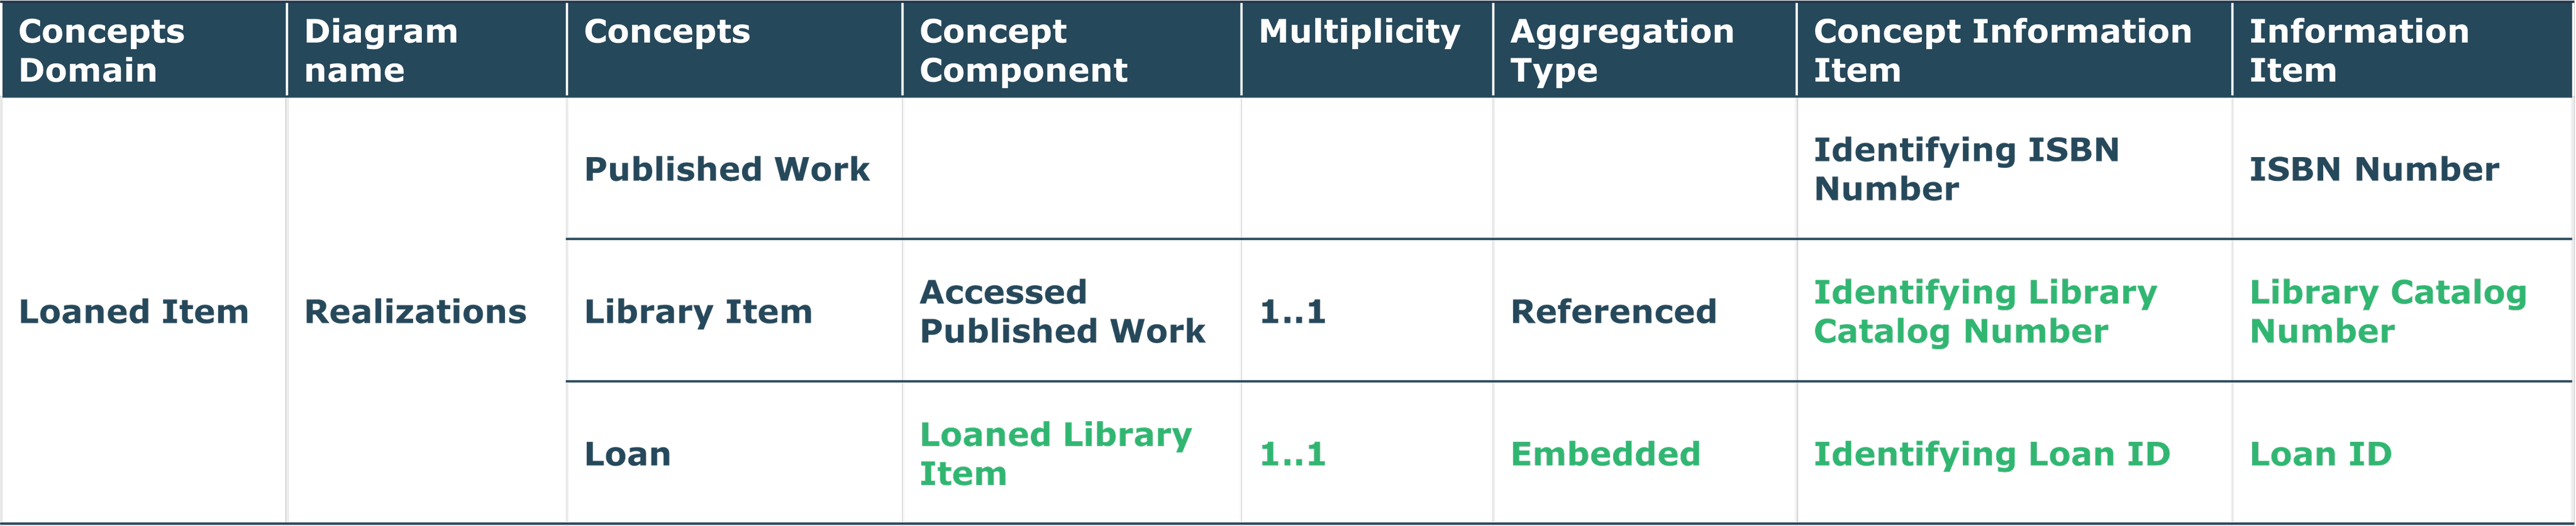 Concepts Domain
Diagram name
Concepts
Concept Component
Multiplicity
Aggregation Type
Concept Information Item
Information Item
Loaned Item
Realizations
Published Work
Identifying ISBN Number
ISBN Number
Library Item
Accessed Published Work
1..1
Referenced
Identifying Library Catalog Number
Library Catalog Number
Loan
Loaned Library Item
1..1
Embedded
Identifying Loan ID
Loan ID